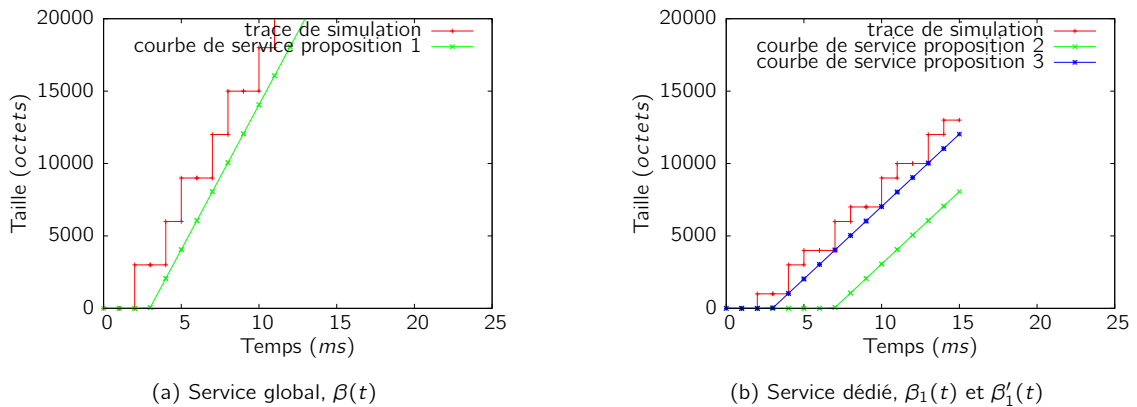 20000
15000
10000
5000
0
0
5
10
15
20
25
Taille (octets)
Temps (ms)
trace de simulation
courbe de service proposition 1
(a) Service global, β(t)
20000
15000
10000
5000
0
0
5
10
15
20
25
Taille (octets)
Temps (ms)
trace de simulation
courbe de service proposition 2
courbe de service proposition 3
(b) Service dédié, β₁(t) et β′₁(t)